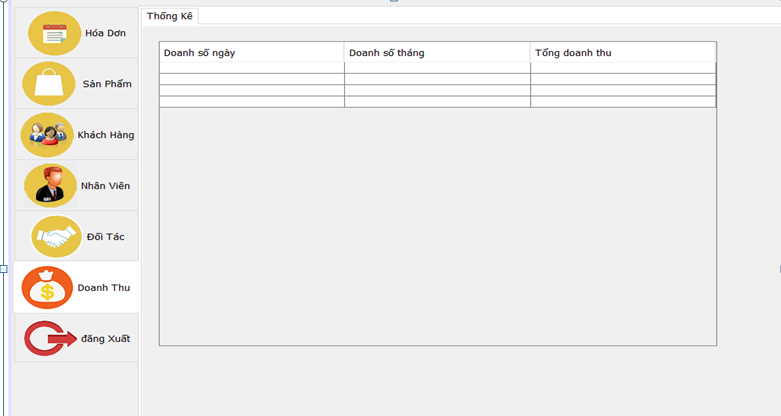 Hóa Dơn
Sản Phẩm
Khách Hàng
Nhân Viên
Đối Tác
Doanh Thu
đăng Xuất
Thống Kê
Doanh số ngày
Doanh số tháng
Tổng doanh thu